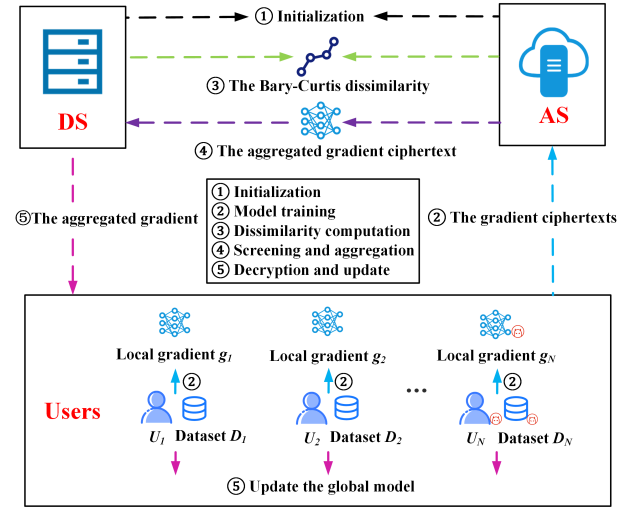 ① Initialization
③ The Bary-Curtis dissimilarity
DS
AS
④ The aggregated gradient ciphertext
⑤The aggregated gradient
② The gradient ciphertexts
① Initialization
② Model training
③ Dissimilarity computation
④ Screening and aggregation
⑤ Decryption and update
Local gradient g1
Local gradient g2
Local gradient gN
②
②
②
...
Users
U1 Dataset D1
U2 Dataset D2
UN Dataset DN
⑤ Update the global model